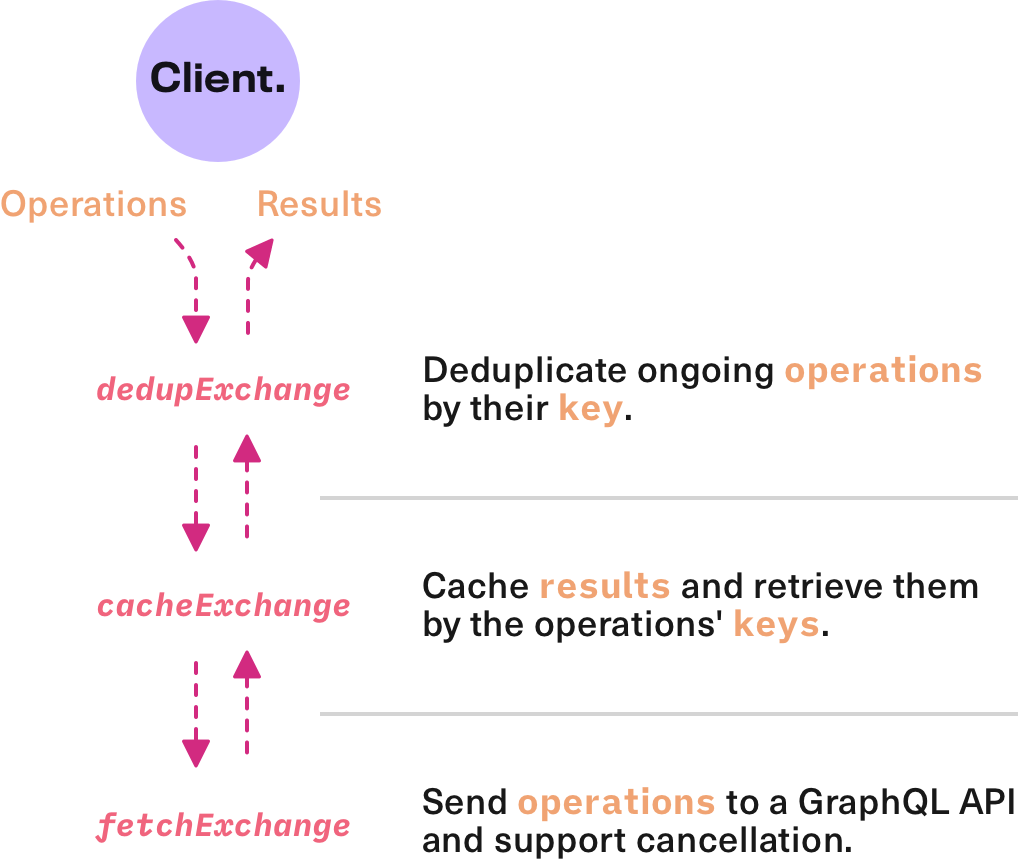 Client.
Operations
Results
dedupExchange
Deduplicate ongoing operations
by their key.
cacheExchange
Cache results and retrieve them
by the operations' keys.
fetchExchange
Send operations to a GraphQL API
and support cancellation.